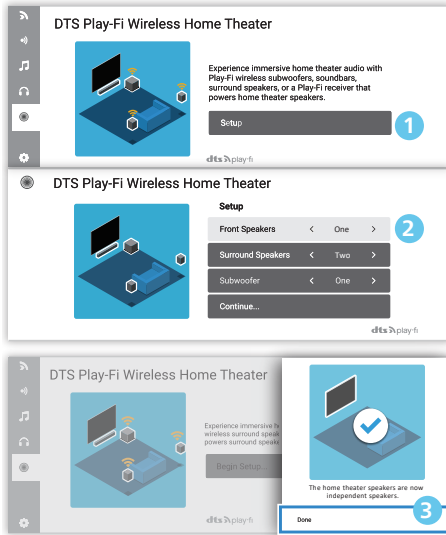 DTS Play-Fi Wireless Home Theater
Experience immersive home theater audio with
Play-Fi wireless subwoofers, soundbars,
surround speakers, or a Play-Fi receiver that
powers home theater speakers.
Setup
1
dts play-fi
DTS Play-Fi Wireless Home Theater
Setup
Front Speakers < One >
2
Surround Speakers < Two >
Subwoofer < One >
Continue...
dts play-fi
DTS Play-Fi Wireless Home Theater
Experience immersive h
wireless surround speak
powers surround speake
Begin Setup...
dts play-fi
The home theater speakers are now
independent speakers.
3
Done